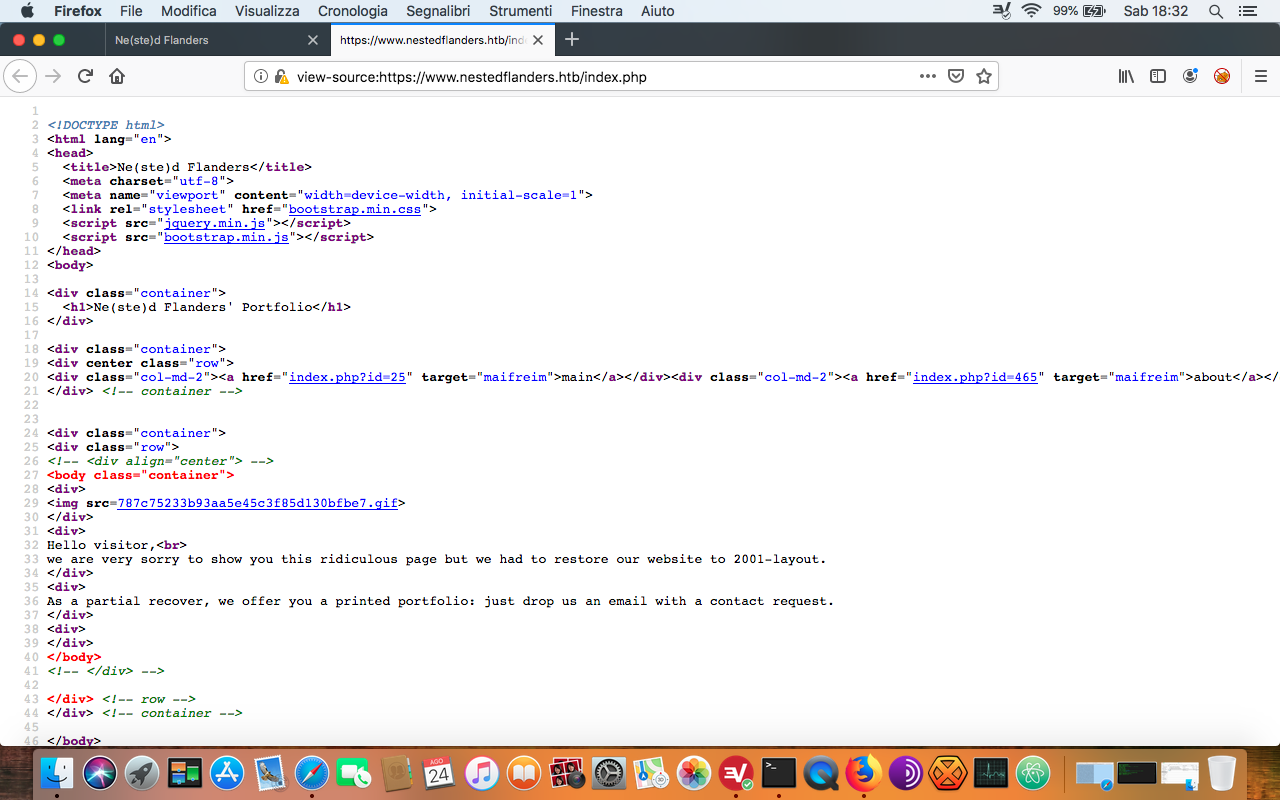 Firefox File Modifica Visualizza Cronologia Segnalibri Strumenti Finestra Aiuto 99% Sab 18:32
Ne(ste)d Flanders https://www.nestedflanders.htb/inde
view-source:https://www.nestedflanders.htb/index.php
1
2 <!DOCTYPE html>
3 <html lang="en">
4 <head>
5 <title>Ne(ste)d Flanders</title>
6 <meta charset="utf-8">
7 <meta name="viewport" content="width=device-width, initial-scale=1">
8 <link rel="stylesheet" href="bootstrap.min.css">
9 <script src="jquery.min.js"></script>
10 <script src="bootstrap.min.js"></script>
11 </head>
12 <body>
13
14 <div class="container">
15 <h1>Ne(ste)d Flanders' Portfolio</h1>
16 </div>
17
18 <div class="container">
19 <div center class="row">
20 <div class="col-md-2"><a href="index.php?id=25" target="maifreim">main</a></div><div class="col-md-2"><a href="index.php?id=465" target="maifreim">about</a></
21 </div> <!-- container -->
22
23
24 <div class="container">
25 <div class="row">
26 <!-- <div align="center"> -->
27 <body class="container">
28 <div>
29 <img src=787c75233b93aa5e45c3f85d130bfbe7.gif>
30 </div>
31 <div>
32 Hello visitor,<br>
33 we are very sorry to show you this ridiculous page but we had to restore our website to 2001-layout.
34 </div>
35 <div>
36 As a partial recover, we offer you a printed portfolio: just drop us an email with a contact request.
37 </div>
38 <div>
39 </div>
40 </body>
41 <!-- </div> -->
42
43 </div> <!-- row -->
44 </div> <!-- container -->
45
46 </body>
AGO
24